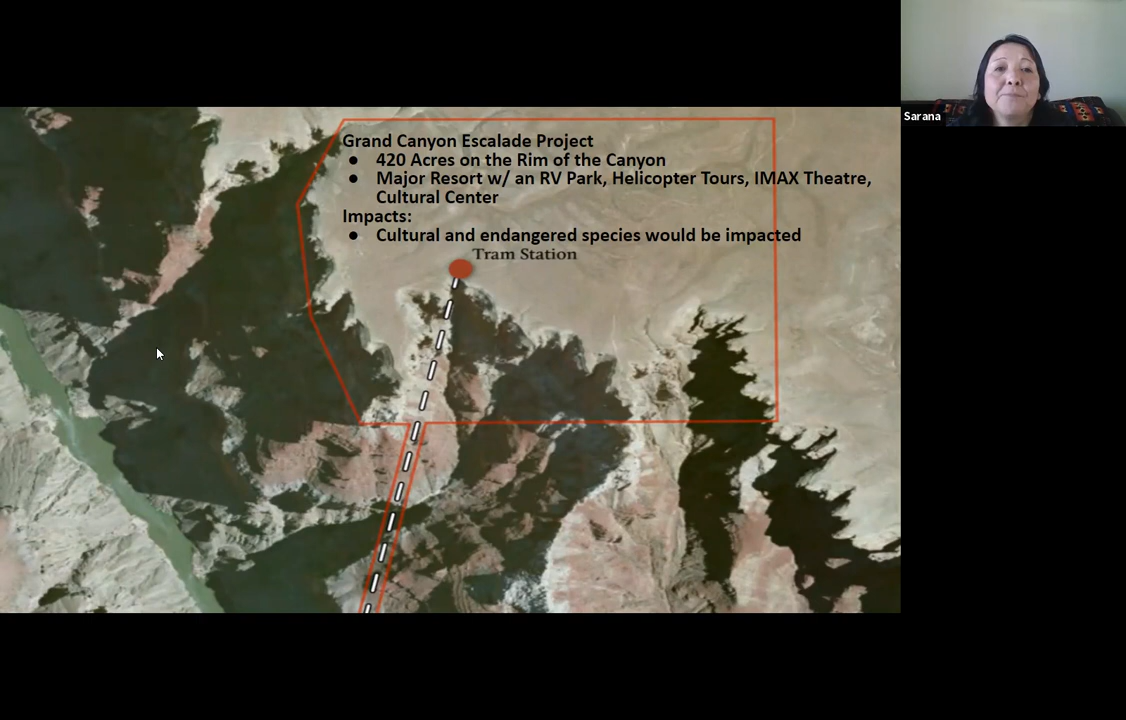 Grand Canyon Escalade Project
● 420 Acres on the Rim of the Canyon
● Major Resort w/ an RV Park, Helicopter Tours, IMAX Theatre,
Cultural Center
Impacts:
● Cultural and endangered species would be impacted
Tram Station
Sarana